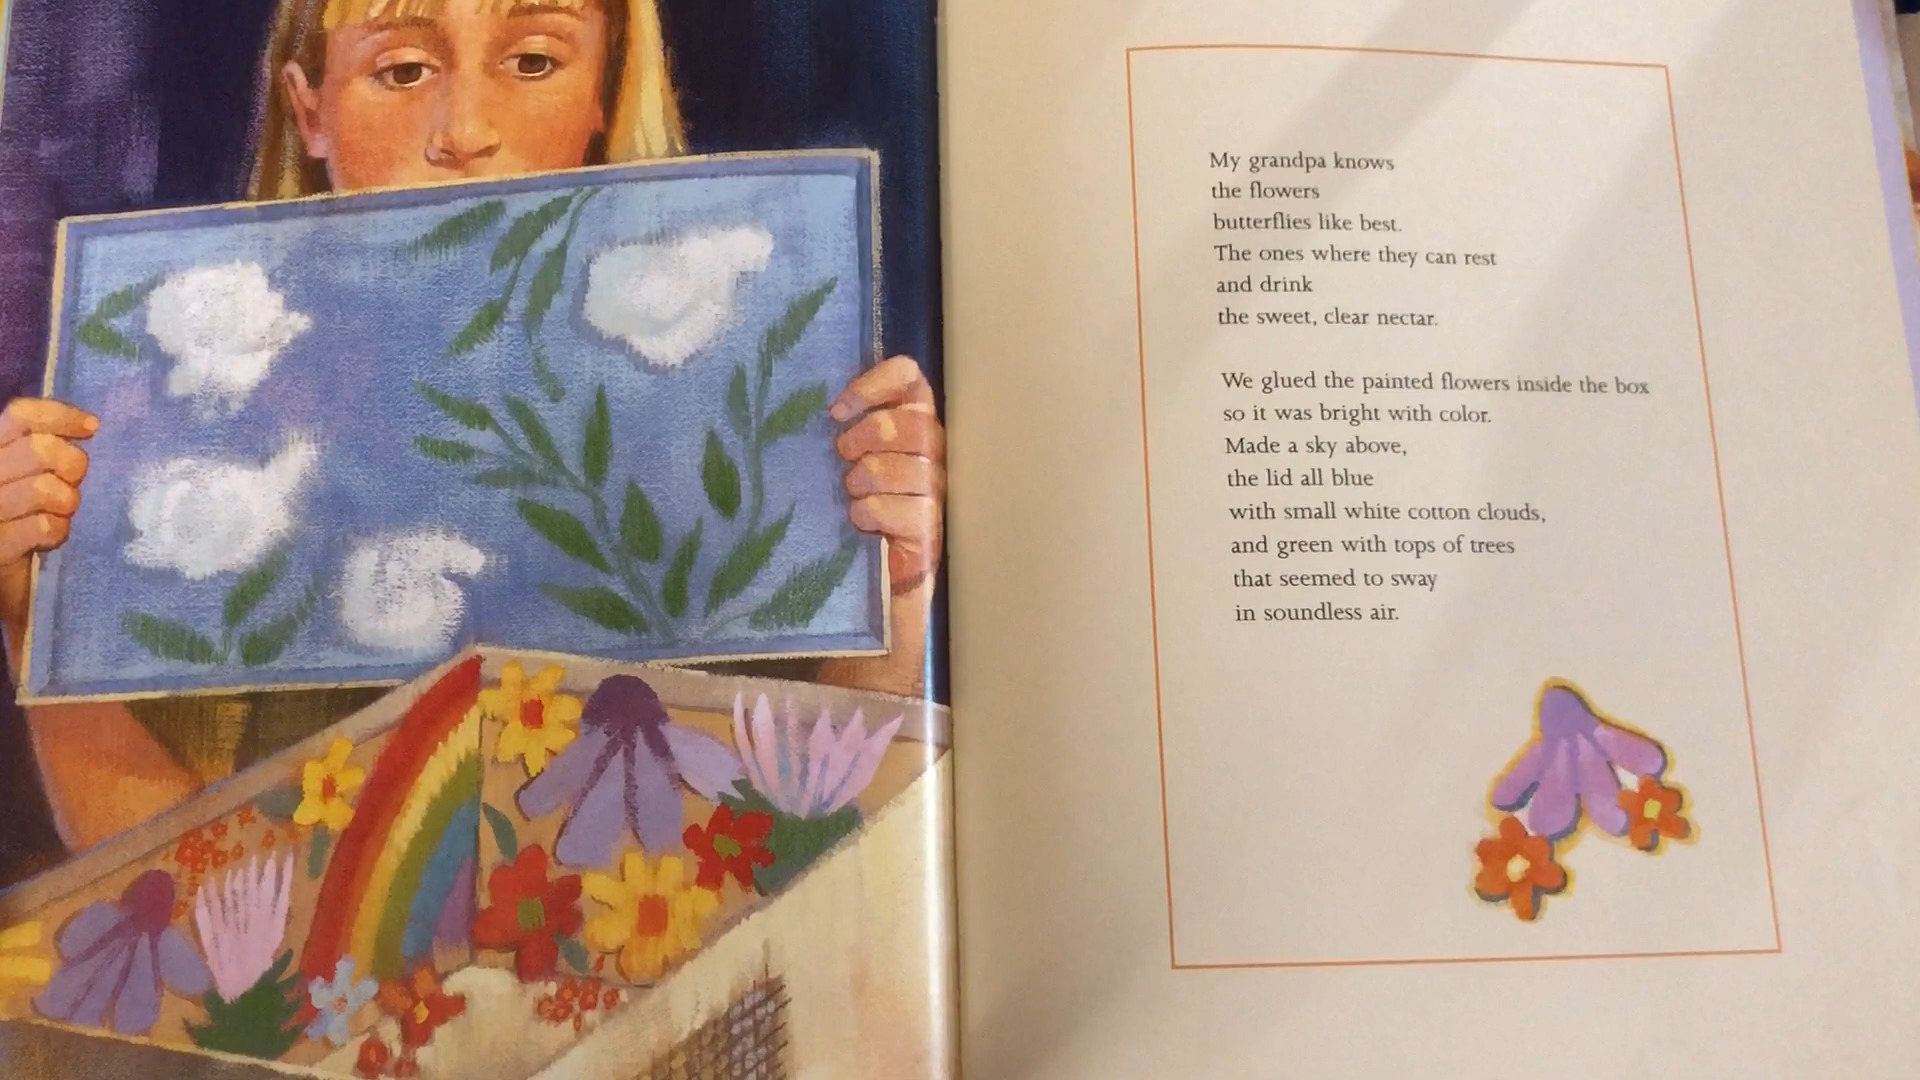 My grandpa knows
the flowers
butterflies like best.
The ones where they can rest
and drink
the sweet, clear nectar.
We glued the painted flowers inside the box
so it was bright with color.
Made a sky above,
the lid all blue
with small white cotton clouds,
and green with tops of trees
that seemed to sway
in soundless air.